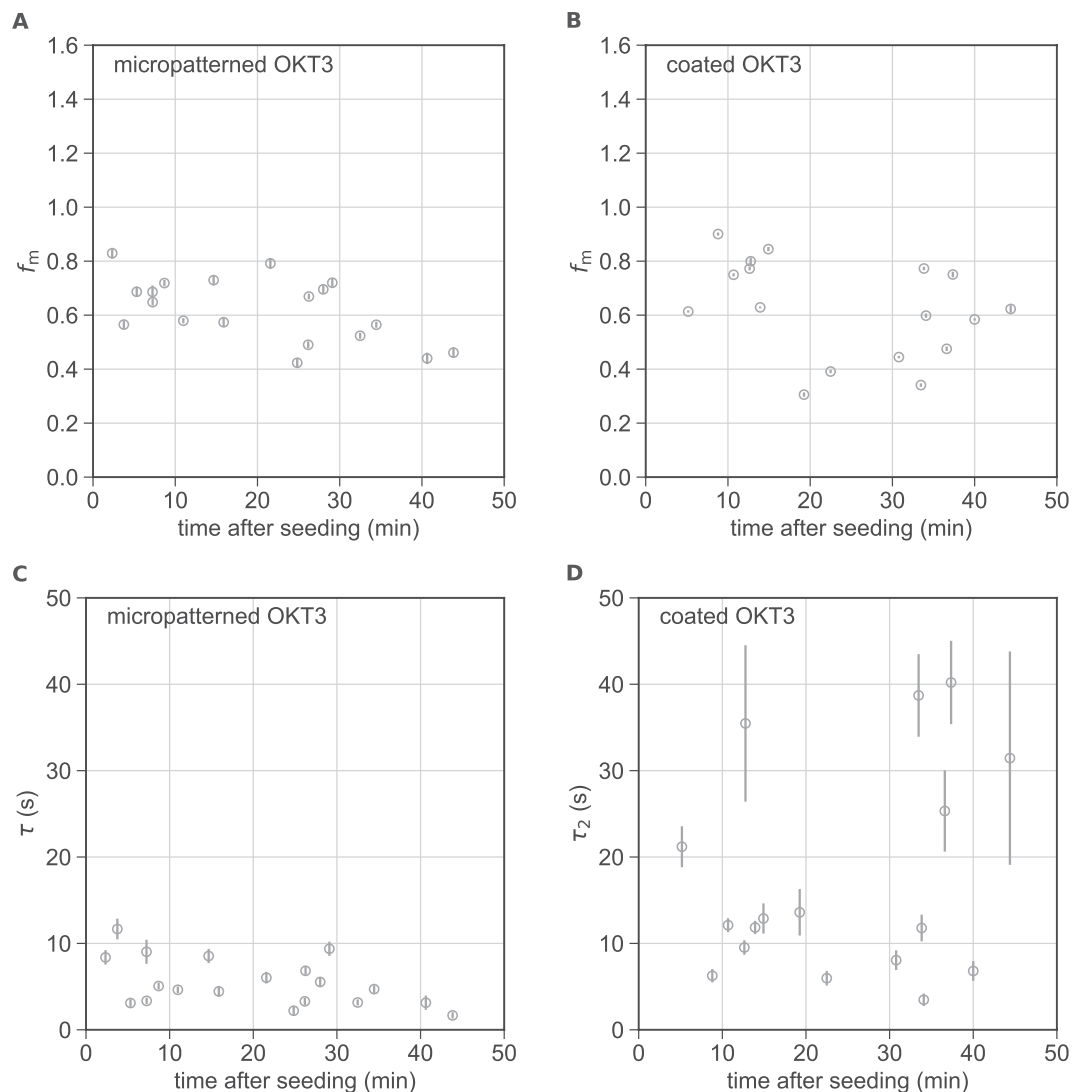 A
1.6
1.4
1.2
1.0
0.8
0.6
0.4
0.2
0.0
fm
micropatterned OKT3
0 10 20 30 40 50
time after seeding (min)
B
1.6
1.4
1.2
1.0
0.8
0.6
0.4
0.2
0.0
fm
coated OKT3
0 10 20 30 40 50
time after seeding (min)
C
50
40
30
20
10
0
τ (s)
micropatterned OKT3
0 10 20 30 40 50
time after seeding (min)
D
50
40
30
20
10
0
τ2 (s)
coated OKT3
0 10 20 30 40 50
time after seeding (min)